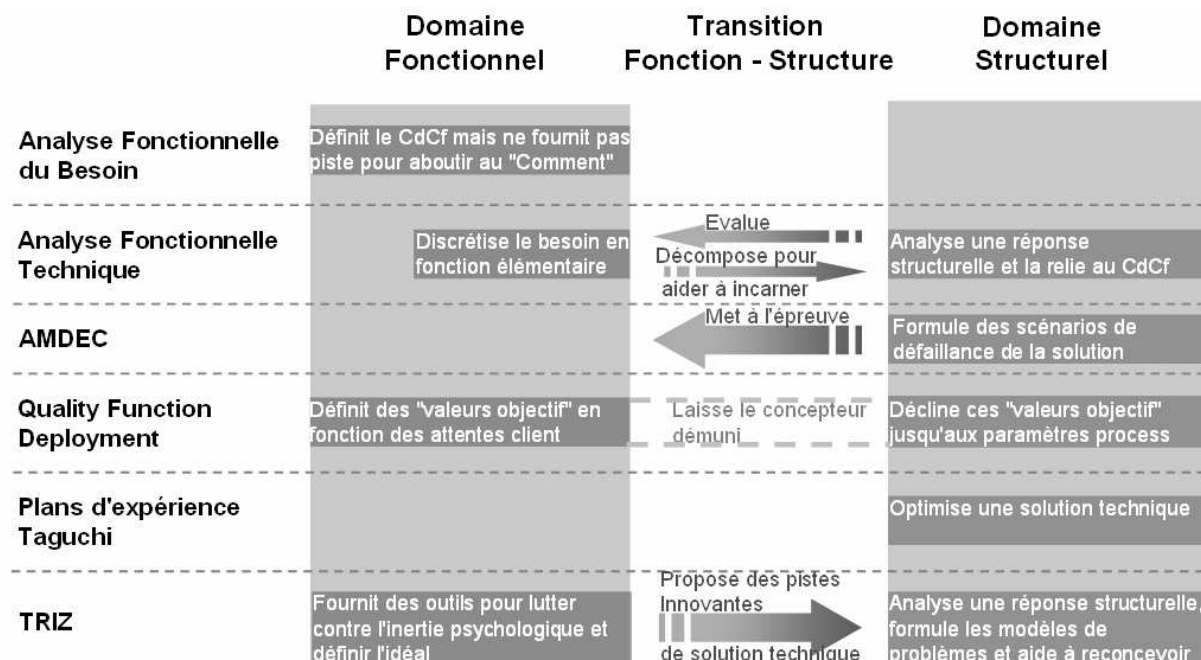 Domaine
Fonctionnel
Transition
Fonction - Structure
Domaine
Structurel
Analyse Fonctionnelle
du Besoin
Définit le CdCf mais ne fournit pas
piste pour aboutir au "Comment"
Analyse Fonctionnelle
Technique
Discrétise le besoin en
fonction élémentaire
Evalue
Décompose pour
aider à incarner
Analyse une réponse
structurelle et la relie au CdCf
AMDEC
Met à l'épreuve
Formule des scénarios de
défaillance de la solution
Quality Function
Deployment
Définit des "valeurs objectif" en
fonction des attentes client
Laisse le concepteur
démuni
Décline ces "valeurs objectif"
jusqu'aux paramètres process
Plans d'expérience
Taguchi
Optimise une solution technique
TRIZ
Fournit des outils pour lutter
contre l'inertie psychologique et
définir l'idéal
Propose des pistes
Innovantes
de solution technique
Analyse une réponse structurelle,
formule les modèles de
problèmes et aide à reconcevoir